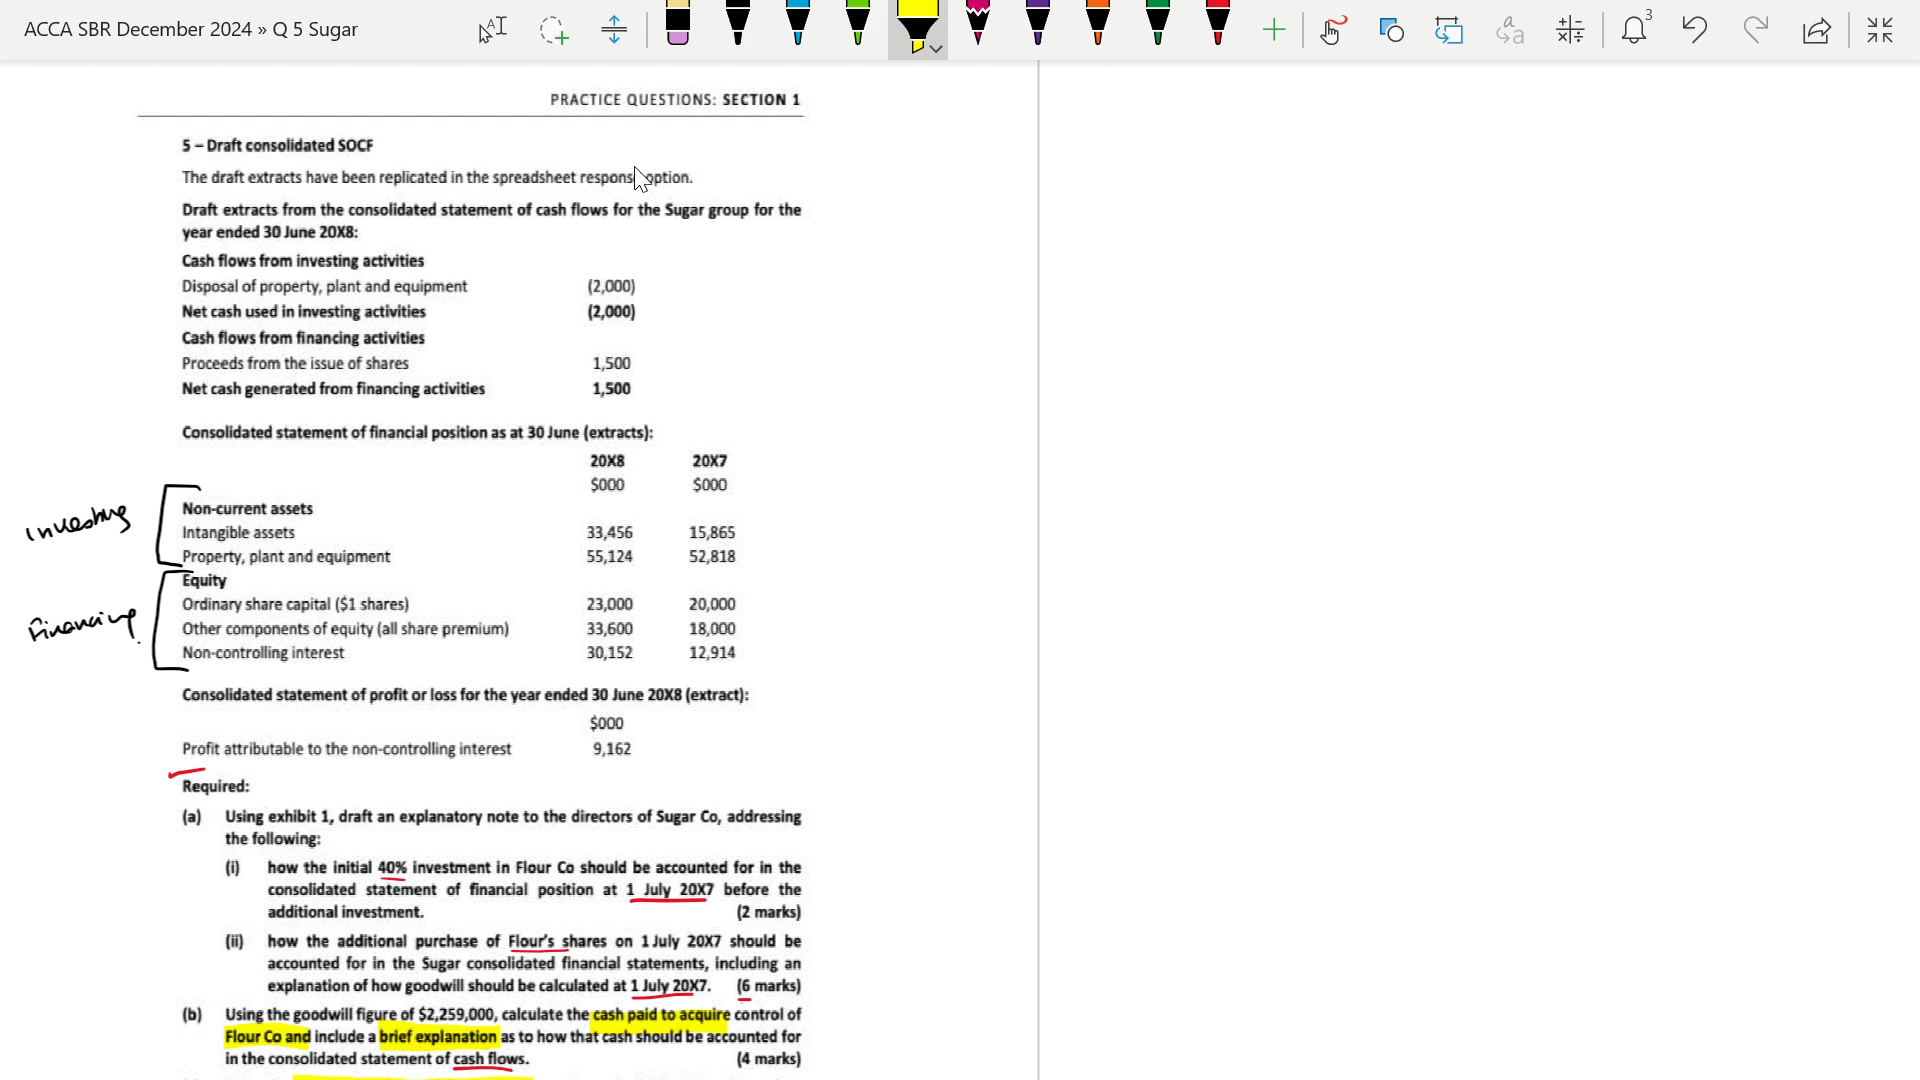 ACCA SBR December 2024 » Q 5 Sugar
3
PRACTICE QUESTIONS: SECTION 1
5 – Draft consolidated SOCF
The draft extracts have been replicated in the spreadsheet respons option.
Draft extracts from the consolidated statement of cash flows for the Sugar group for the
year ended 30 June 20X8:
Cash flows from investing activities
Disposal of property, plant and equipment (2,000)
Net cash used in investing activities (2,000)
Cash flows from financing activities
Proceeds from the issue of shares 1,500
Net cash generated from financing activities 1,500
Consolidated statement of financial position as at 30 June (extracts):
20X8 20X7
$000 $000
Investing
Non-current assets
Intangible assets 33,456 15,865
Property, plant and equipment 55,124 52,818
Financing
Equity
Ordinary share capital ($1 shares) 23,000 20,000
Other components of equity (all share premium) 33,600 18,000
Non-controlling interest 30,152 12,914
Consolidated statement of profit or loss for the year ended 30 June 20X8 (extract):
$000
Profit attributable to the non-controlling interest 9,162
Required:
(a) Using exhibit 1, draft an explanatory note to the directors of Sugar Co, addressing
the following:
(i) how the initial 40% investment in Flour Co should be accounted for in the
consolidated statement of financial position at 1 July 20X7 before the
additional investment. (2 marks)
(ii) how the additional purchase of Flour's shares on 1 July 20X7 should be
accounted for in the Sugar consolidated financial statements, including an
explanation of how goodwill should be calculated at 1 July 20X7. (6 marks)
(b) Using the goodwill figure of $2,259,000, calculate the cash paid to acquire control of
Flour Co and include a brief explanation as to how that cash should be accounted for
in the consolidated statement of cash flows. (4 marks)